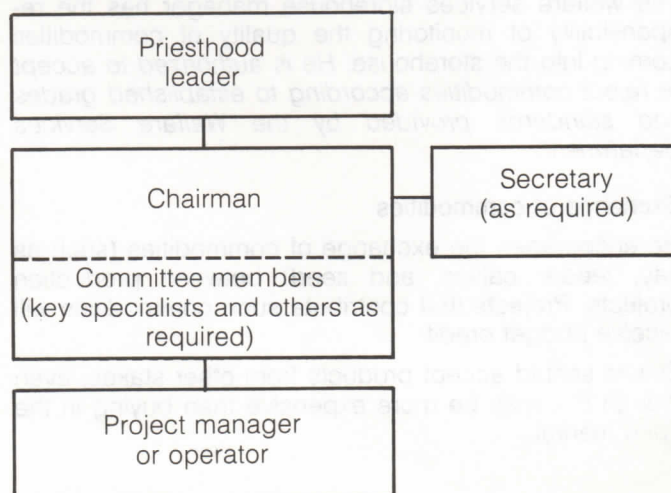 Priesthood
leader
Chairman
Secretary
(as required)
Committee members
(key specialists and others as
required)
Project manager
or operator